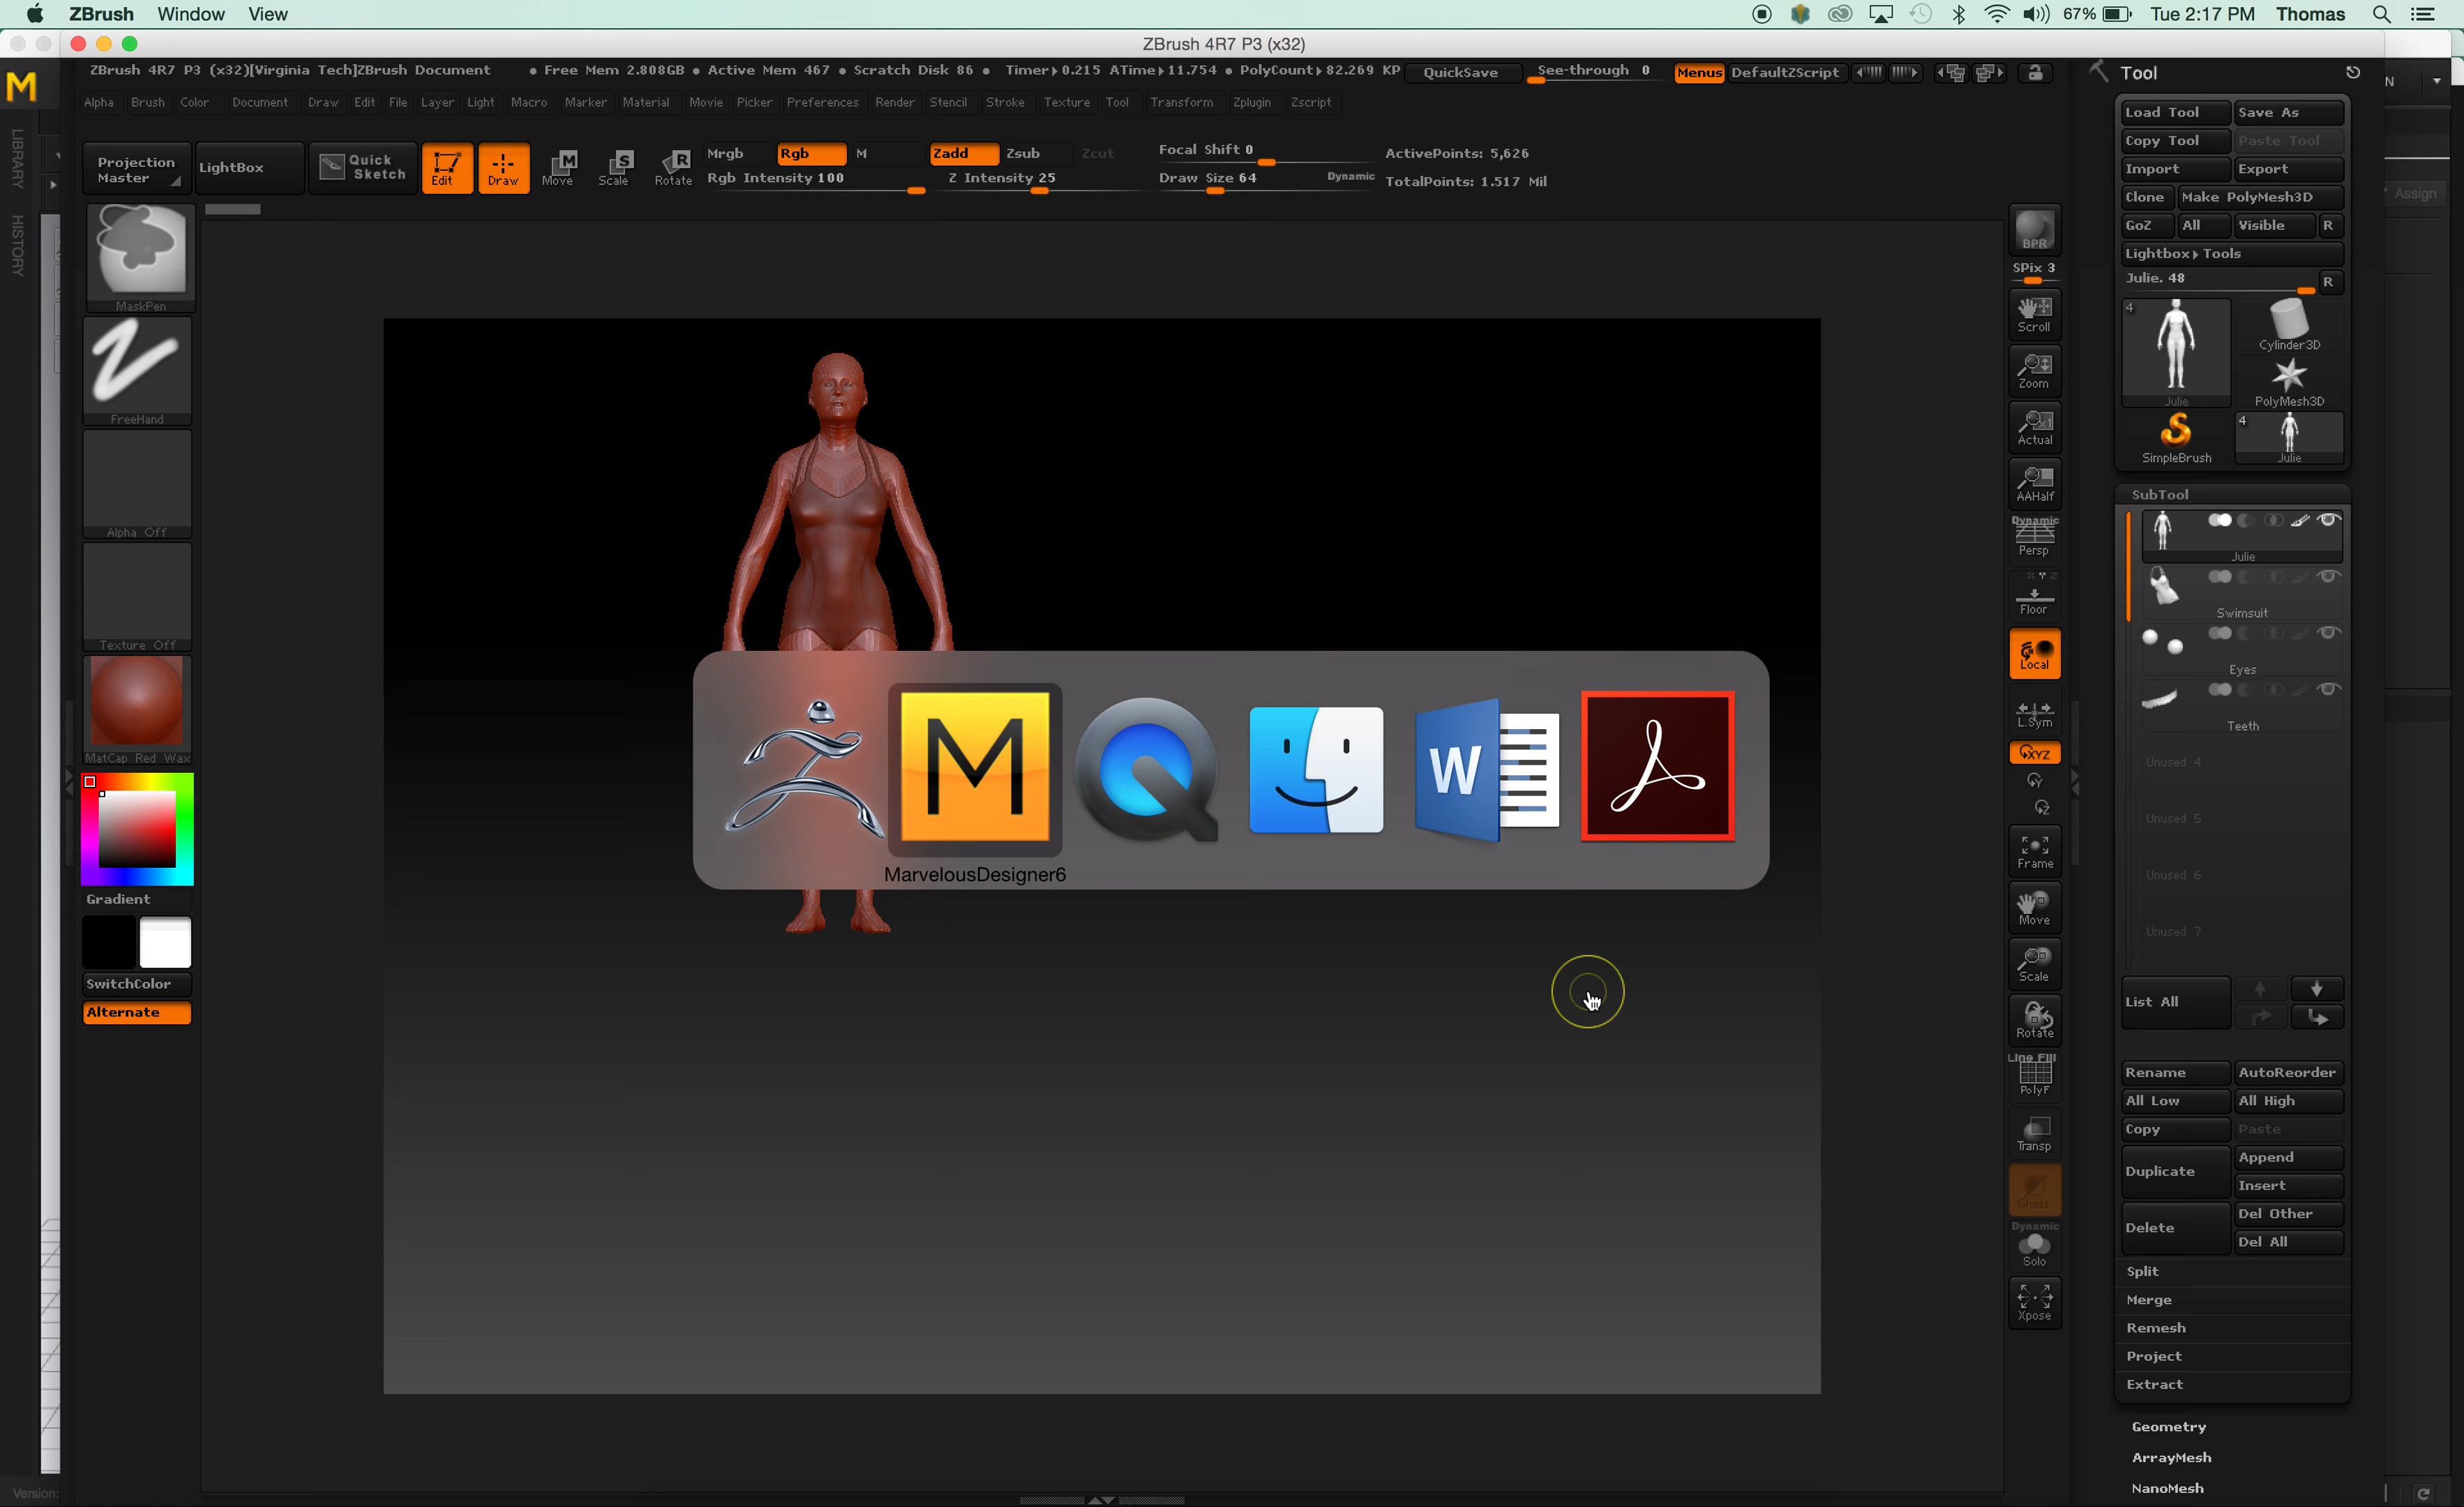 ZBrush Window View
67% Tue 2:17 PM Thomas
ZBrush 4R7 P3 (x32)
ZBrush 4R7 P3 (x32)[Virginia Tech]ZBrush Document • Free Mem 2.808GB • Active Mem 467 • Scratch Disk 86 • Timer▸0.215 ATime▸11.754 • PolyCount▸82.269 KP QuickSave See-through 0 Menus DefaultZScript
Alpha Brush Color Document Draw Edit File Layer Light Macro Marker Material Movie Picker Preferences Render Stencil Stroke Texture Tool Transform Zplugin Zscript
M
LIBRARY
HISTORY
Version:
Projection Master
LightBox
Quick Sketch
Edit
Draw
M Move
S Scale
R Rotate
Mrgb Rgb M
Rgb Intensity 100
Zadd Zsub Zcut
Z Intensity 25
Focal Shift 0
Draw Size 64 Dynamic
ActivePoints: 5,626
TotalPoints: 1.517 Mil
MaskPen
FreeHand
Alpha Off
Texture Off
MatCap Red Wax
Gradient
SwitchColor
Alternate
M
W
MarvelousDesigner6
BPR
SPix 3
Scroll
Zoom
Actual
AAHalf
Dynamic
Persp
Floor
Local
L.Sym
XYZ
Y
Z
Frame
Move
Scale
Rotate
Line Fill
PolyF
Transp
Ghost
Dynamic
Solo
Xpose
Tool
Load Tool Save As
Copy Tool Paste Tool
Import Export
Clone Make PolyMesh3D
GoZ All Visible R
Lightbox▸Tools
Julie. 48 R
4
Julie
Cylinder3D
PolyMesh3D
SimpleBrush
4
Julie
SubTool
Julie
Swimsuit
Eyes
Teeth
Unused 4
Unused 5
Unused 6
Unused 7
List All
Rename AutoReorder
All Low All High
Copy Paste
Duplicate Append
Insert
Delete Del Other
Del All
Split
Merge
Remesh
Project
Extract
Geometry
ArrayMesh
NanoMesh
N
Assign